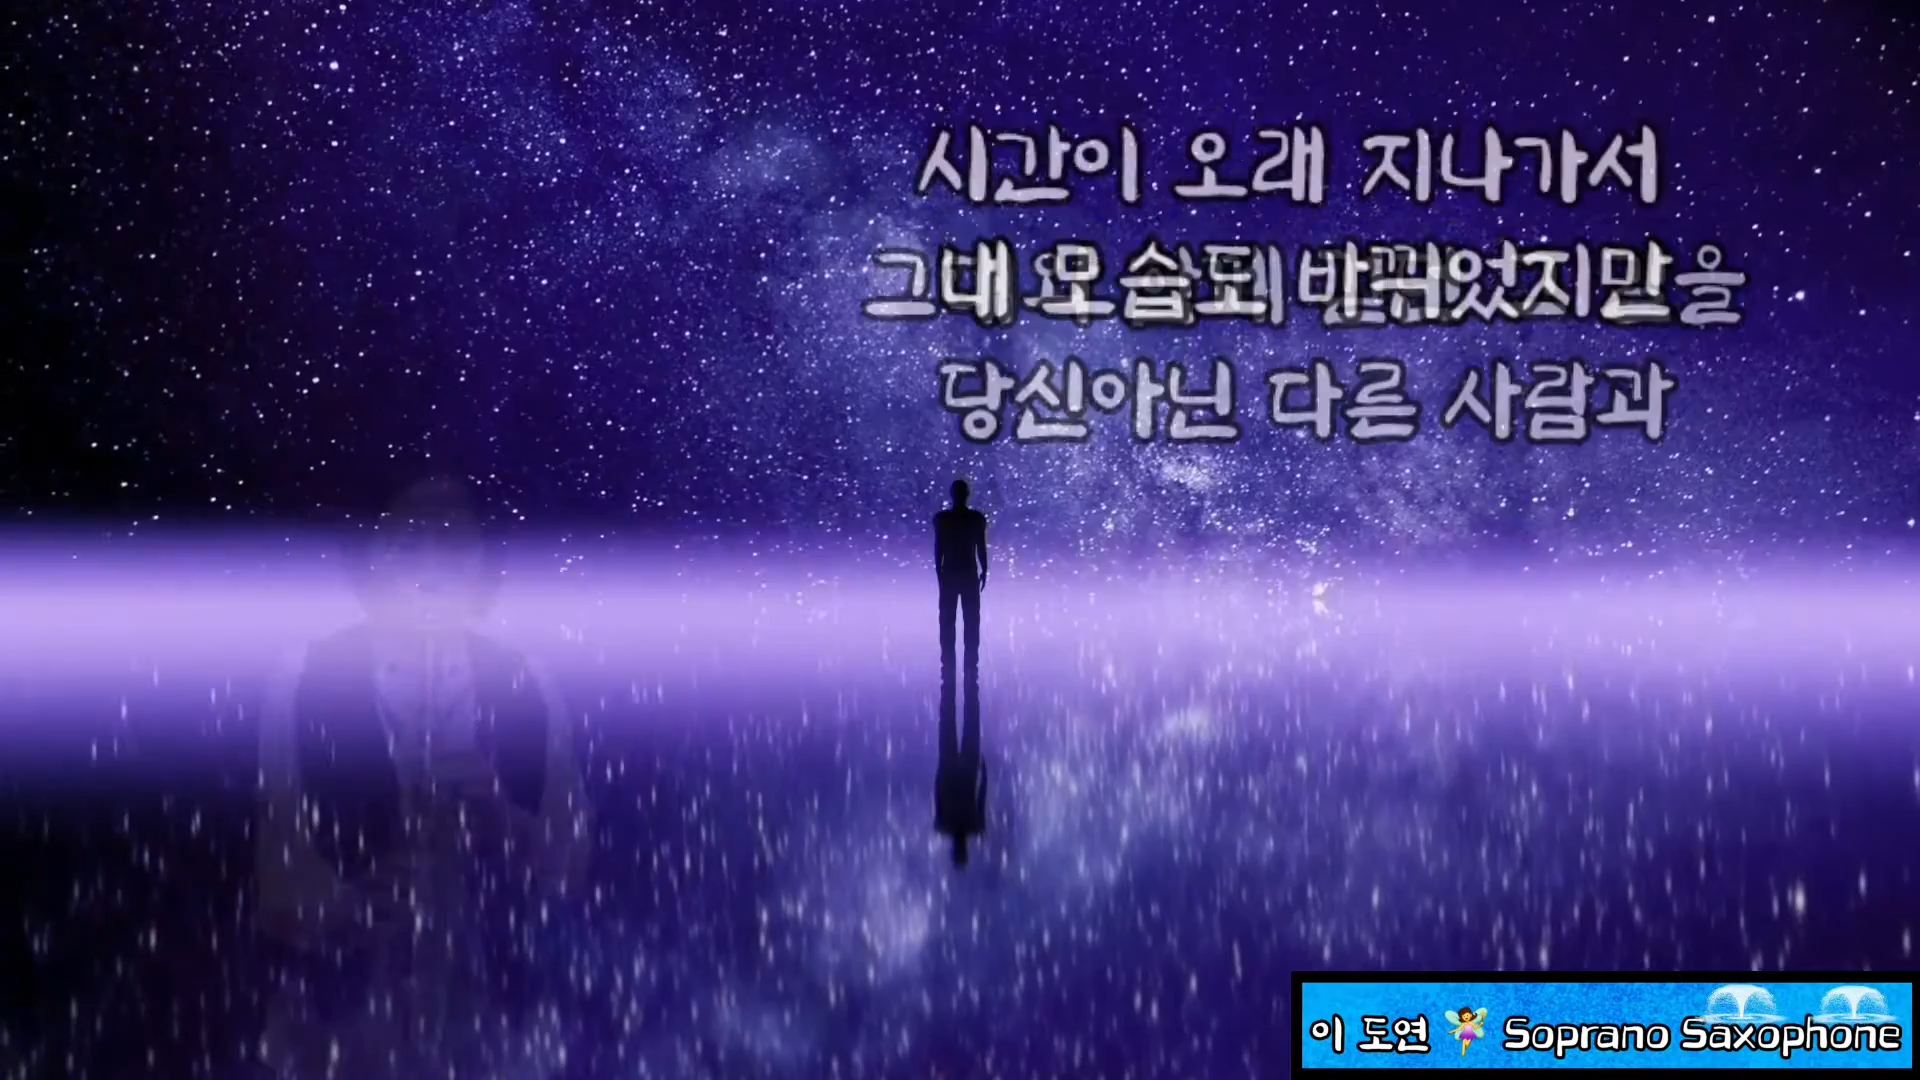 시간이 오래 지나가서
그대 모습도 바뀌었지만
당신아닌 다른 사람과
이 도연 🧚‍♀️ Soprano Saxophone